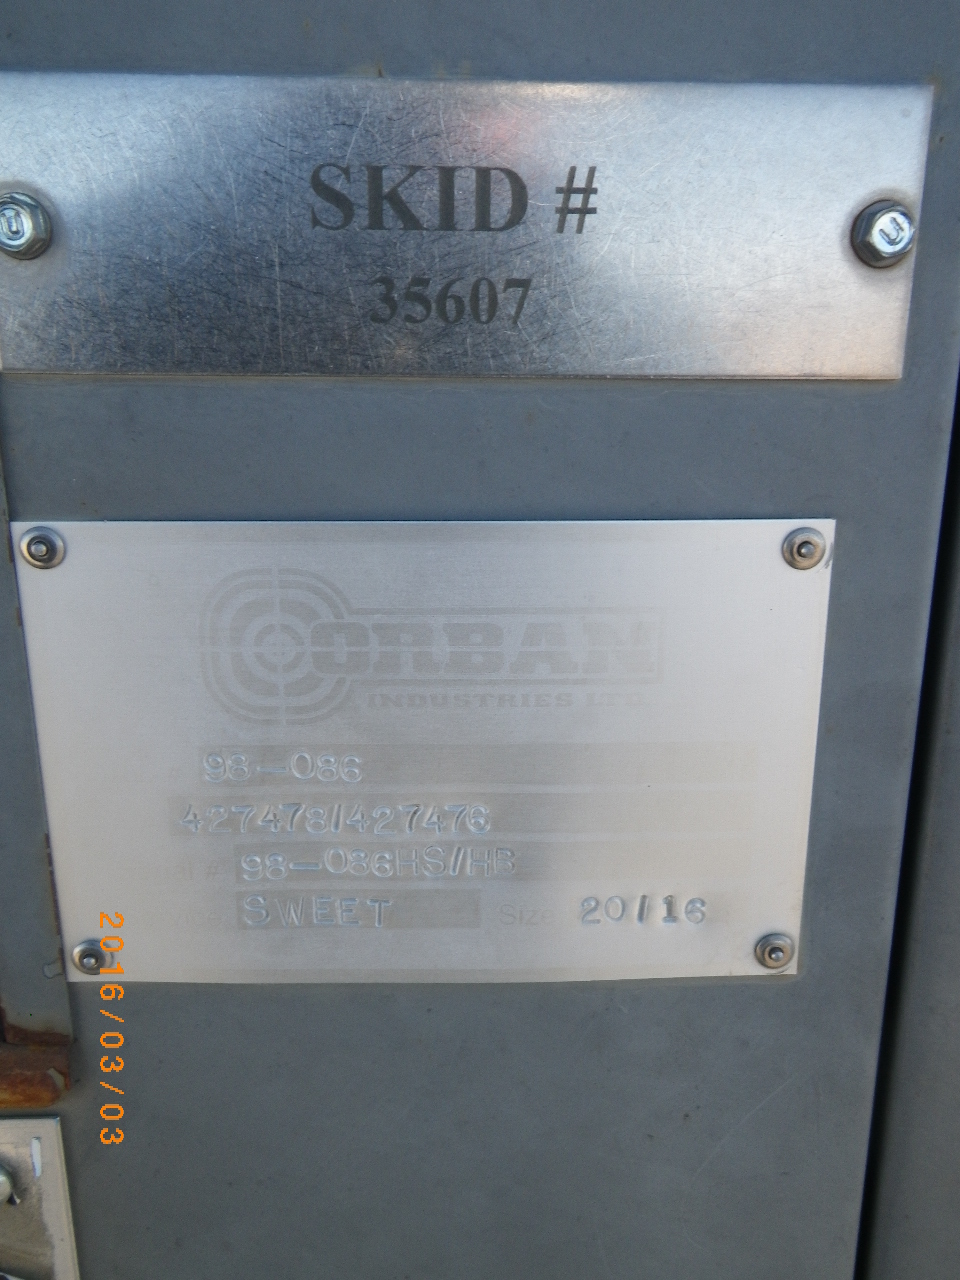 SKID #
35607
CORBAN
INDUSTRIES LTD.
98-086
427478/427476
98-086HS/HB
SWEET Size 20/16
2016/03/03